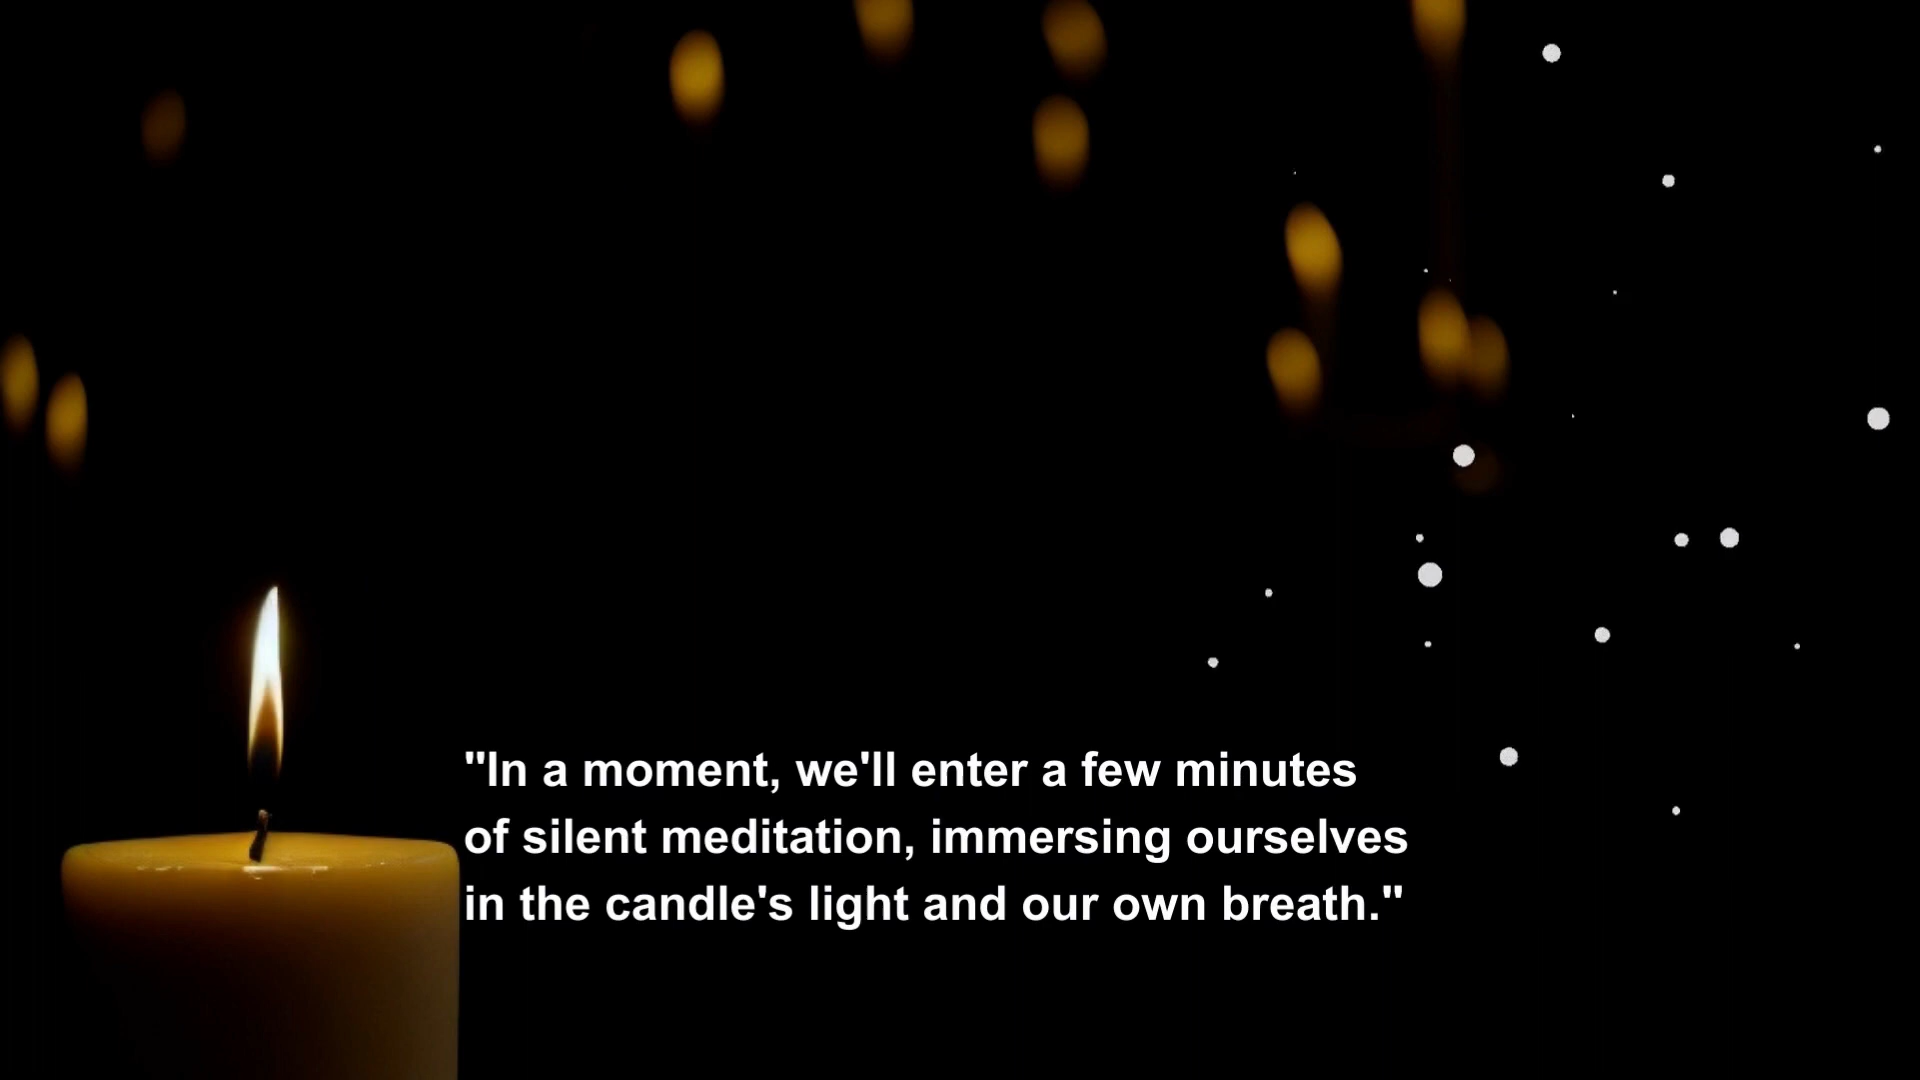 "In a moment, we'll enter a few minutes
of silent meditation, immersing ourselves
in the candle's light and our own breath."